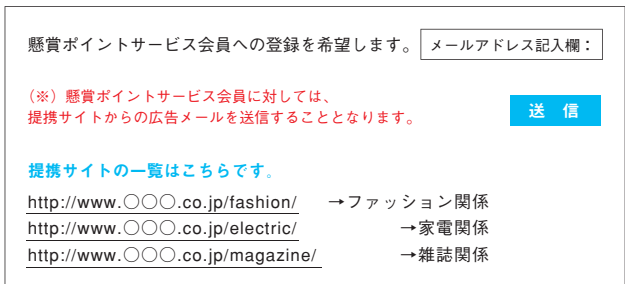 懸賞ポイントサービス会員への登録を希望します。 メールアドレス記入欄：
（※）懸賞ポイントサービス会員に対しては、
提携サイトからの広告メールを送信することとなります。
送 信
提携サイトの一覧はこちらです。
http://www.○○○.co.jp/fashion/ →ファッション関係
http://www.○○○.co.jp/electric/ →家電関係
http://www.○○○.co.jp/magazine/ →雑誌関係